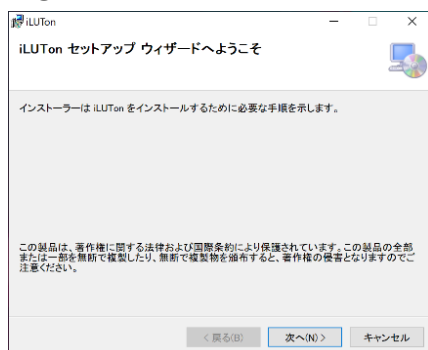 iLUTon
iLUTon セットアップ ウィザードへようこそ
インストーラーは iLUTon をインストールするために必要な手順を示します。
この製品は、著作権に関する法律および国際条約により保護されています。この製品の全部
または一部を無断で複製したり、無断で複製物を頒布すると、著作権の侵害となりますのでご
注意ください。
< 戻る(B)
次へ(N) >
キャンセル